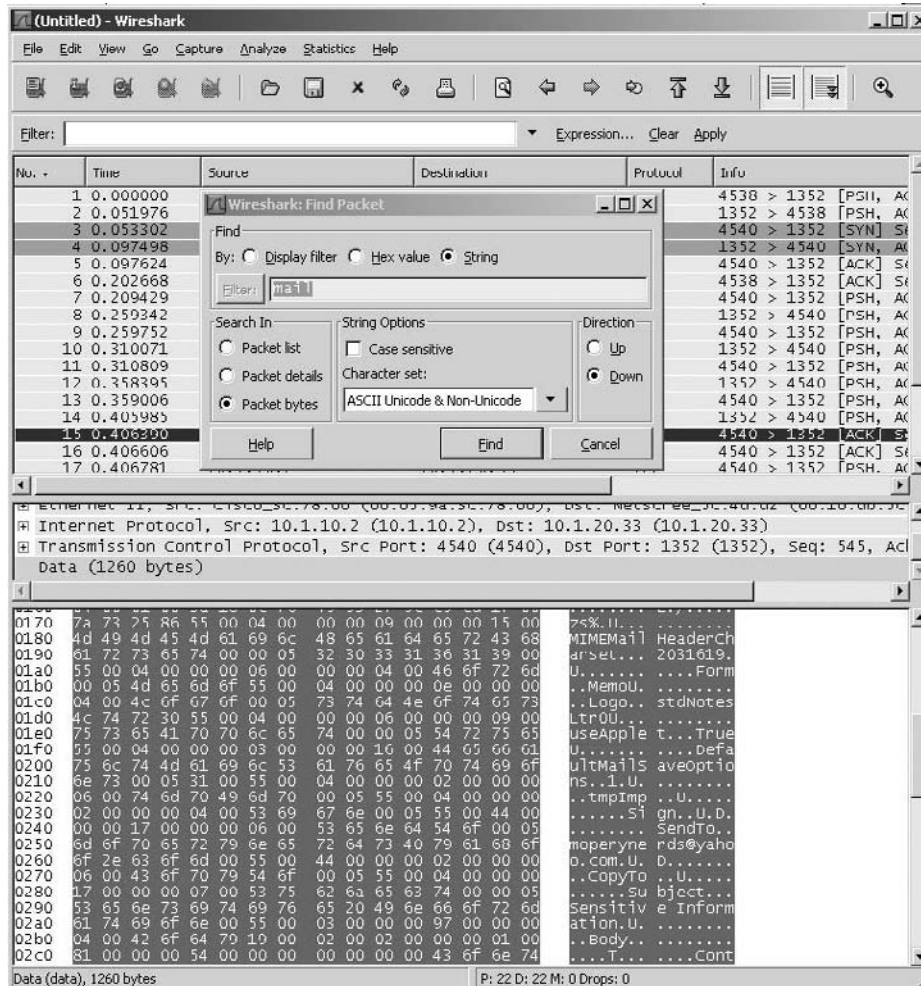 (Untitled) - Wireshark
File Edit View Go Capture Analyze Statistics Help
Filter: Expression... Clear Apply
No. Time Source Destination Protocol Info
1 0.000000 4538 > 1352 [PSH, AC
2 0.051976 1352 > 4538 [PSH, AC
3 0.053302 4540 > 1352 [SYN] Se
4 0.097498 1352 > 4540 [SYN, AC
5 0.097624 4540 > 1352 [ACK] Se
6 0.202668 4538 > 1352 [ACK] Se
7 0.209429 4540 > 1352 [PSH, AC
8 0.259342 1352 > 4540 [PSH, AC
9 0.259752 4540 > 1352 [PSH, AC
10 0.310071 1352 > 4540 [PSH, AC
11 0.310809 4540 > 1352 [PSH, AC
12 0.358395 1352 > 4540 [PSH, AC
13 0.359006 4540 > 1352 [PSH, AC
14 0.405985 1352 > 4540 [PSH, AC
15 0.406390 4540 > 1352 [ACK] Se
16 0.406606 4540 > 1352 [ACK] Se
17 0.406781 4540 > 1352 [PSH, AC
Wireshark: Find Packet
Find
By: Display filter Hex value String
Filter: mail
Search In String Options Direction
Packet list Case sensitive Up
Packet details Character set: Down
Packet bytes ASCII Unicode & Non-Unicode
Help Find Cancel
Internet Protocol, Src: 10.1.10.2 (10.1.10.2), Dst: 10.1.20.33 (10.1.20.33)
Transmission Control Protocol, Src Port: 4540 (4540), Dst Port: 1352 (1352), Seq: 545, Ack
Data (1260 bytes)
0170 7a 73 25 86 55 00 04 00 00 00 09 00 00 00 15 00 zs%.U... ........
0180 4d 49 4d 45 4d 61 69 6c 48 65 61 64 65 72 43 68 MIMEMail HeaderCh
0190 61 72 73 65 74 00 00 05 32 30 33 31 36 31 39 00 arset... 2031619.
01a0 55 00 04 00 00 00 06 00 00 00 04 00 46 6f 72 6d U....... ....Form
01b0 00 05 4d 65 6d 6f 55 00 04 00 00 00 0e 00 00 00 ..MemoU. ........
01c0 04 00 4c 6f 67 6f 00 05 73 74 64 4e 6f 74 65 73 ..Logo.. stdNotes
01d0 4c 74 72 30 55 00 04 00 00 00 06 00 00 00 09 00 Ltr0U... ........
01e0 75 73 65 41 70 70 6c 65 74 00 00 05 54 72 75 65 useApple t...True
01f0 55 00 04 00 00 00 03 00 00 00 16 00 44 65 66 61 U....... ....Defa
0200 75 6c 74 4d 61 69 6c 53 61 76 65 4f 70 74 69 6f ultMailS aveOptio
0210 6e 73 00 05 31 00 55 00 04 00 00 00 02 00 00 00 ns..1.U. ........
0220 06 00 74 6d 70 49 6d 70 00 05 55 00 04 00 00 00 ..tmpImp ..U.....
0230 02 00 00 00 04 00 53 69 67 6e 00 05 55 00 44 00 ......Si gn..U.D.
0240 00 00 17 00 00 00 06 00 53 65 6e 64 54 6f 00 05 ........ SendTo..
0250 6d 6f 70 65 72 79 6e 65 72 64 73 40 79 61 68 6f moperyne rds@yaho
0260 6f 2e 63 6f 6d 00 55 00 44 00 00 00 02 00 00 00 o.com.U. D.......
0270 06 00 43 6f 70 79 54 6f 00 05 55 00 04 00 00 00 ..CopyTo ..U.....
0280 17 00 00 00 07 00 53 75 62 6a 65 63 74 00 00 05 ......Su bject...
0290 53 65 6e 73 69 74 69 76 65 20 49 6e 66 6f 72 6d Sensitiv e Inform
02a0 61 74 69 6f 6e 00 55 00 03 00 00 00 97 00 00 00 ation.U. ........
02b0 04 00 42 6f 64 79 19 00 02 00 02 00 00 00 01 00 ..Body.. ........
02c0 81 00 00 00 54 00 00 00 00 00 00 00 43 6f 6e 74 ....T... ....Cont
Data (data), 1260 bytes P: 22 D: 22 M: 0 Drops: 0